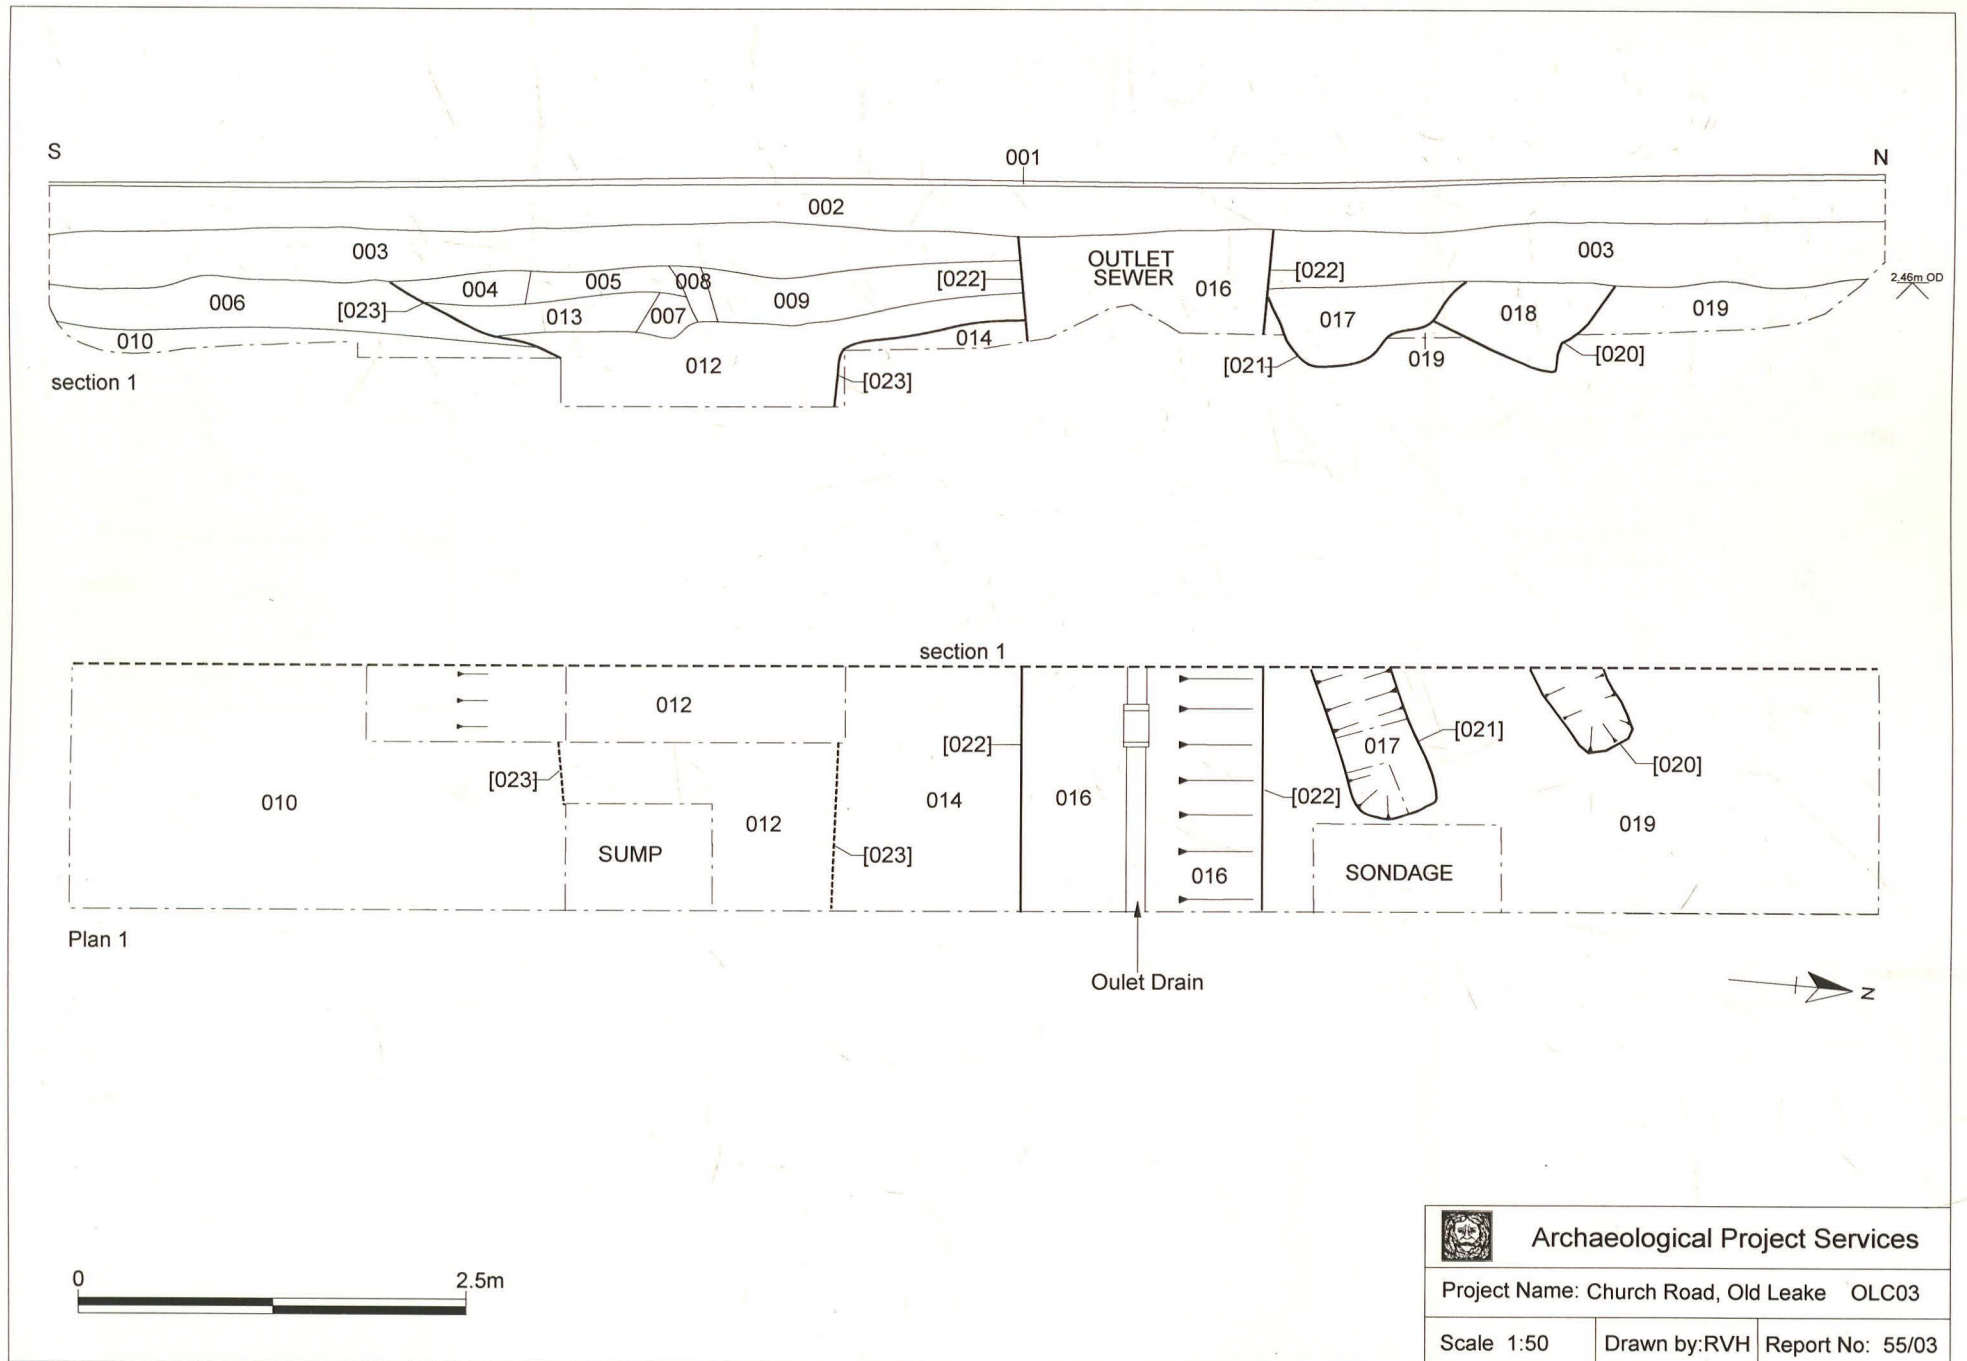 S
001
N
002
003
OUTLET
SEWER
003
[022]
[022]
016
2.46m OD
004
005
008
009
006
[023]
013
007
017
018
019
010
014
012
[023]
[021]
019
[020]
section 1
section 1
012
[022]
017
[021]
[020]
[023]
010
012
014
016
[022]
019
[023]
SUMP
016
SONDAGE
Plan 1
Oulet Drain
N
0 2.5m
Archaeological Project Services
Project Name: Church Road, Old Leake OLC03
Scale 1:50 Drawn by:RVH Report No: 55/03